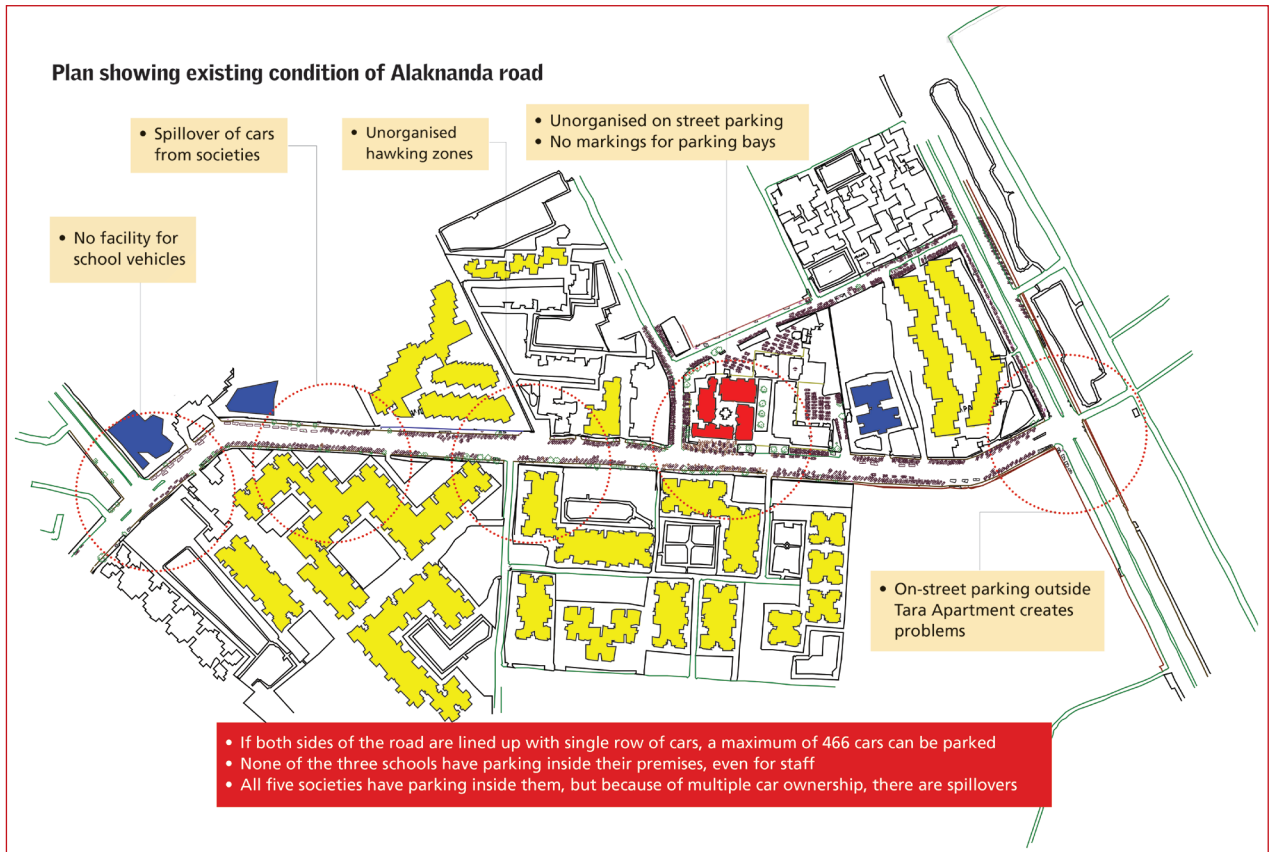 Plan showing existing condition of Alaknanda road
• Spillover of cars
from societies
• Unorganised
hawking zones
• Unorganised on street parking
• No markings for parking bays
• No facility for
school vehicles
• On-street parking outside
Tara Apartment creates
problems
• If both sides of the road are lined up with single row of cars, a maximum of 466 cars can be parked
• None of the three schools have parking inside their premises, even for staff
• All five societies have parking inside them, but because of multiple car ownership, there are spillovers